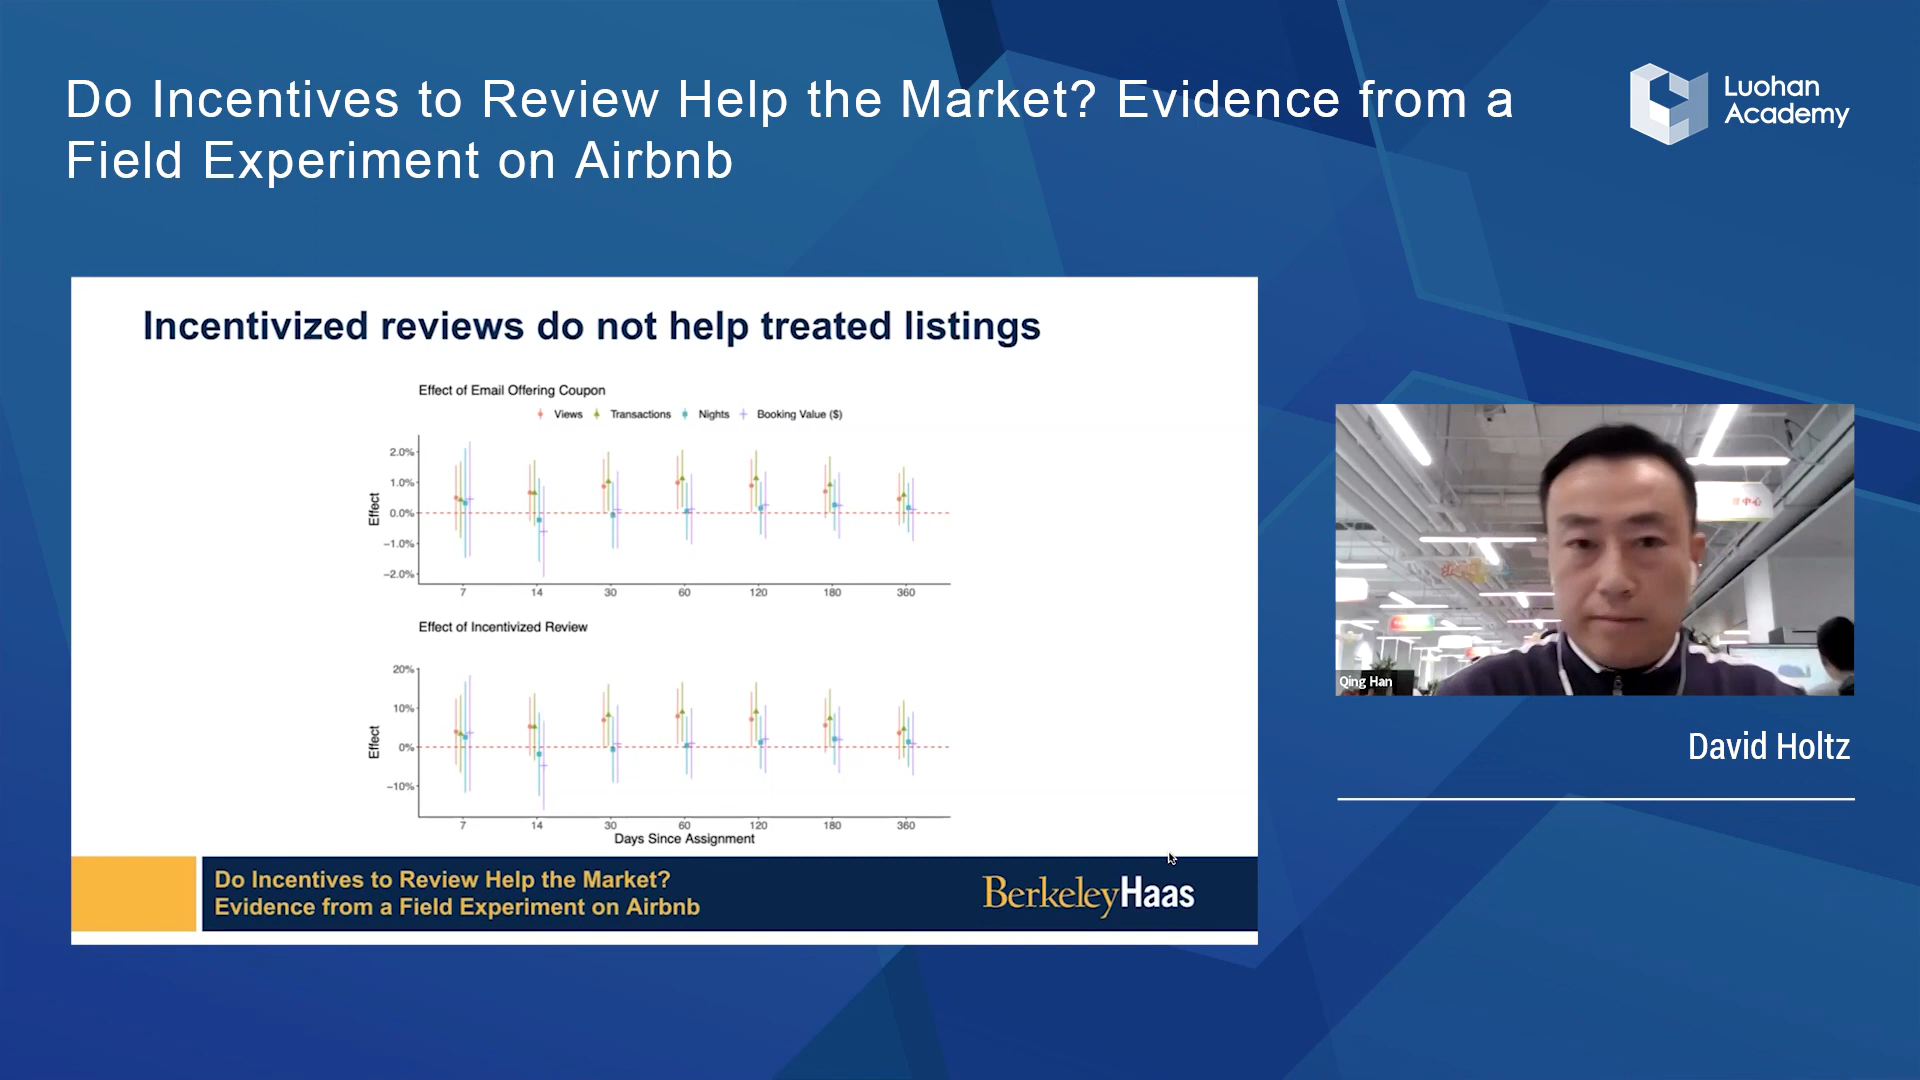 Do Incentives to Review Help the Market? Evidence from a
Field Experiment on Airbnb
Luohan
Academy
Incentivized reviews do not help treated listings
Effect of Email Offering Coupon
Views Transactions Nights Booking Value ($)
Effect
2.0%
1.0%
0.0%
−1.0%
−2.0%
7 14 30 60 120 180 360
Effect of Incentivized Review
Effect
20%
10%
0%
−10%
7 14 30 60 120 180 360
Days Since Assignment
Do Incentives to Review Help the Market?
Evidence from a Field Experiment on Airbnb
BerkeleyHaas
中心
Qing Han
David Holtz